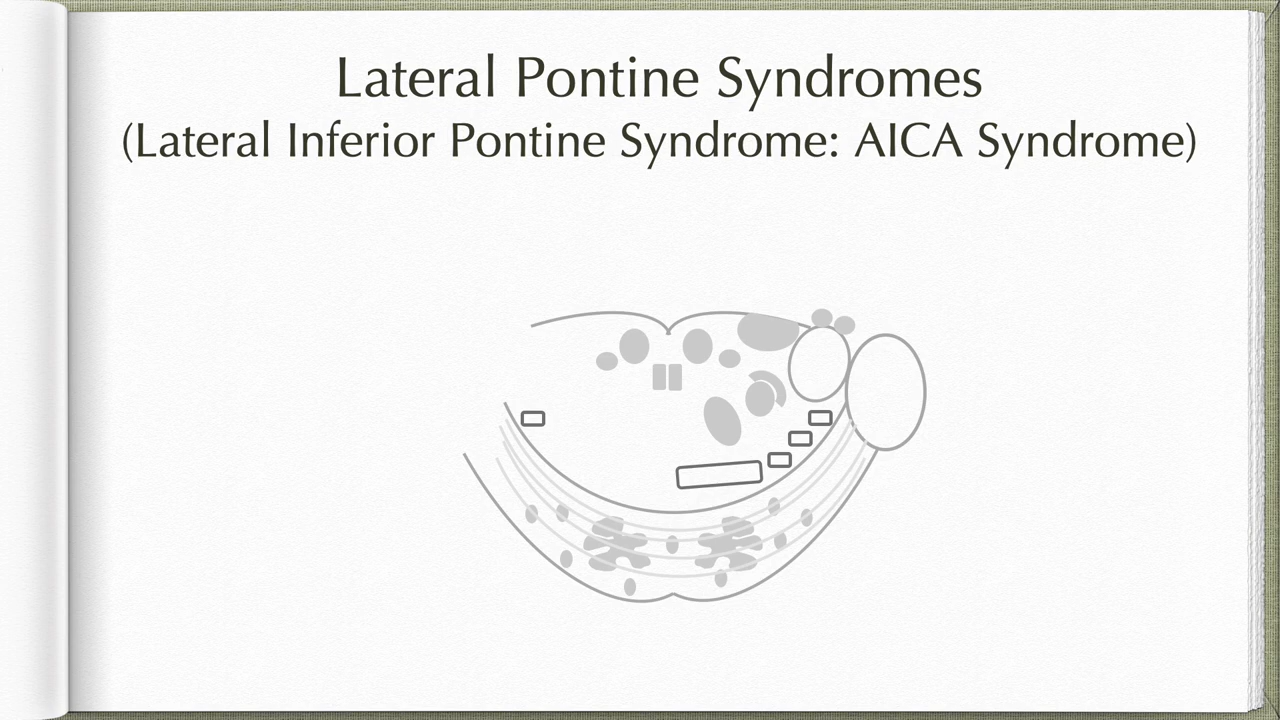 Lateral Pontine Syndromes
(Lateral Inferior Pontine Syndrome: AICA Syndrome)